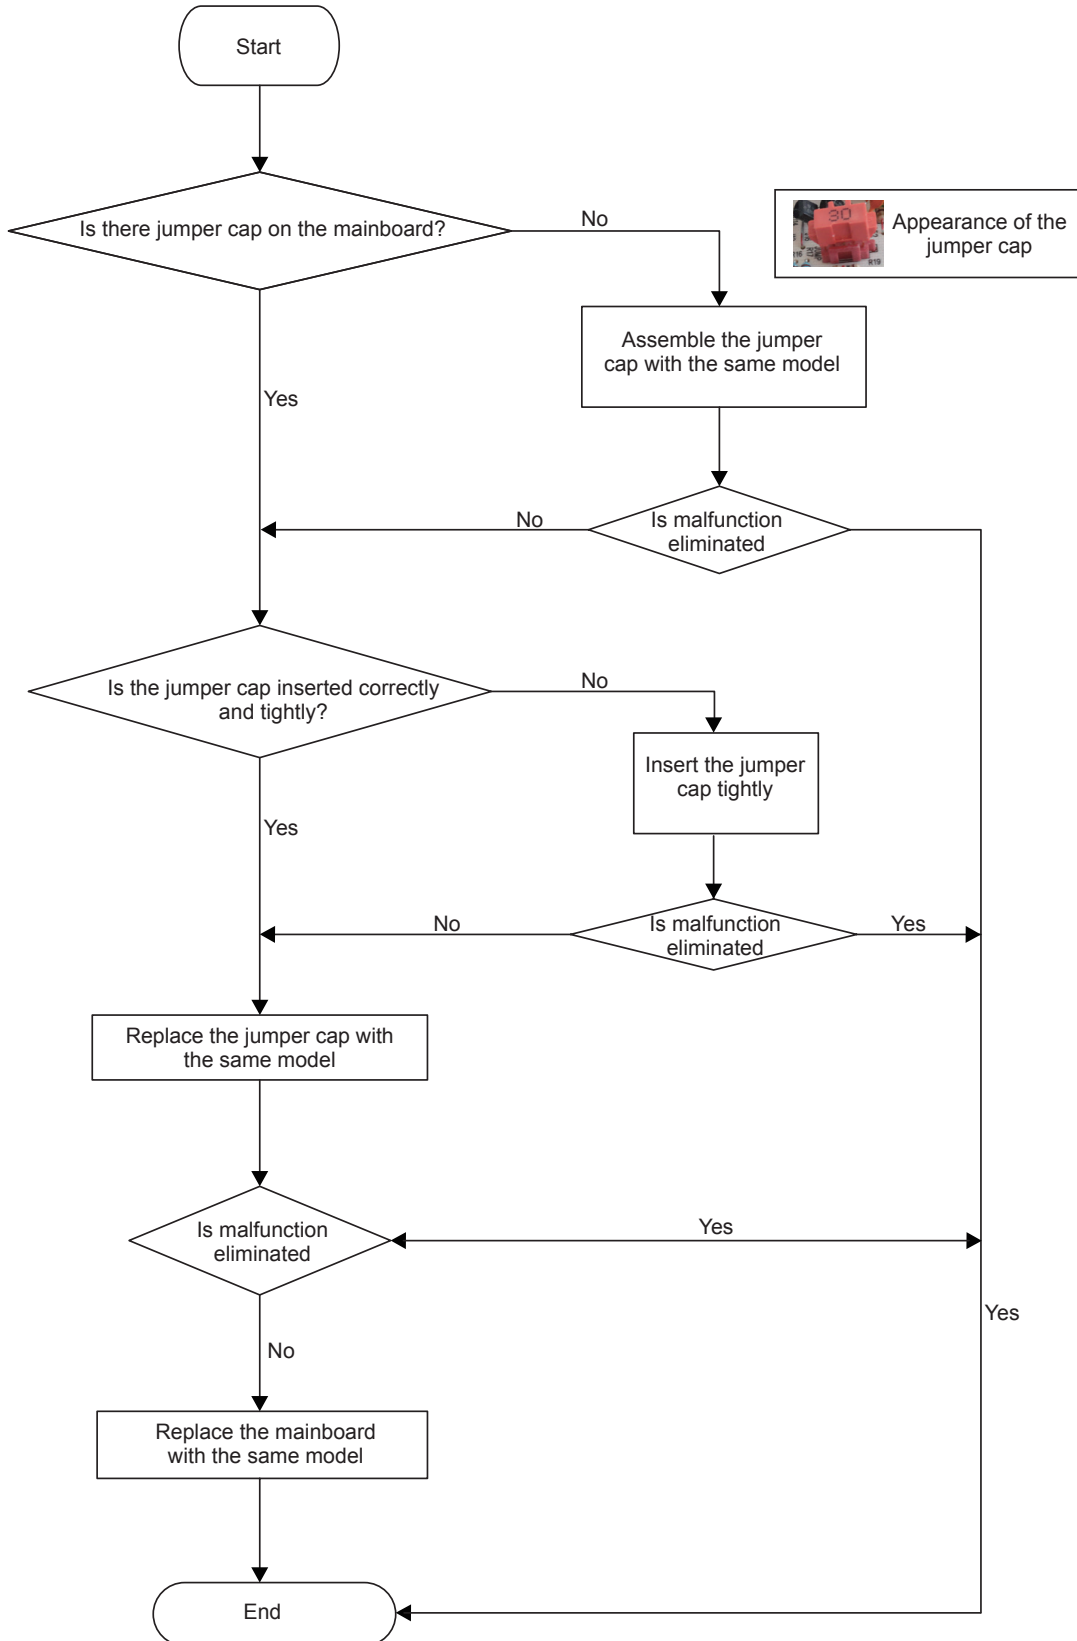 Start
Is there jumper cap on the mainboard?
No
30
R19
Appearance of the
jumper cap
Assemble the jumper
cap with the same model
Yes
No
Is malfunction
eliminated
Is the jumper cap inserted correctly
and tightly?
No
Insert the jumper
cap tightly
Yes
No
Is malfunction
eliminated
Yes
Replace the jumper cap with
the same model
Is malfunction
eliminated
Yes
Yes
No
Replace the mainboard
with the same model
End